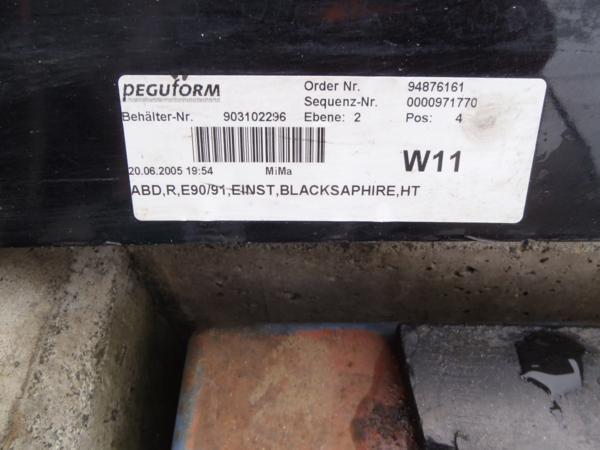 peguform
Order Nr. 94876161
Sequenz-Nr. 0000971770
Behälter-Nr. 903102296 Ebene: 2 Pos: 4
20.06.2005 19:54 MiMa W11
ABD,R,E90/91,EINST,BLACKSAPHIRE,HT